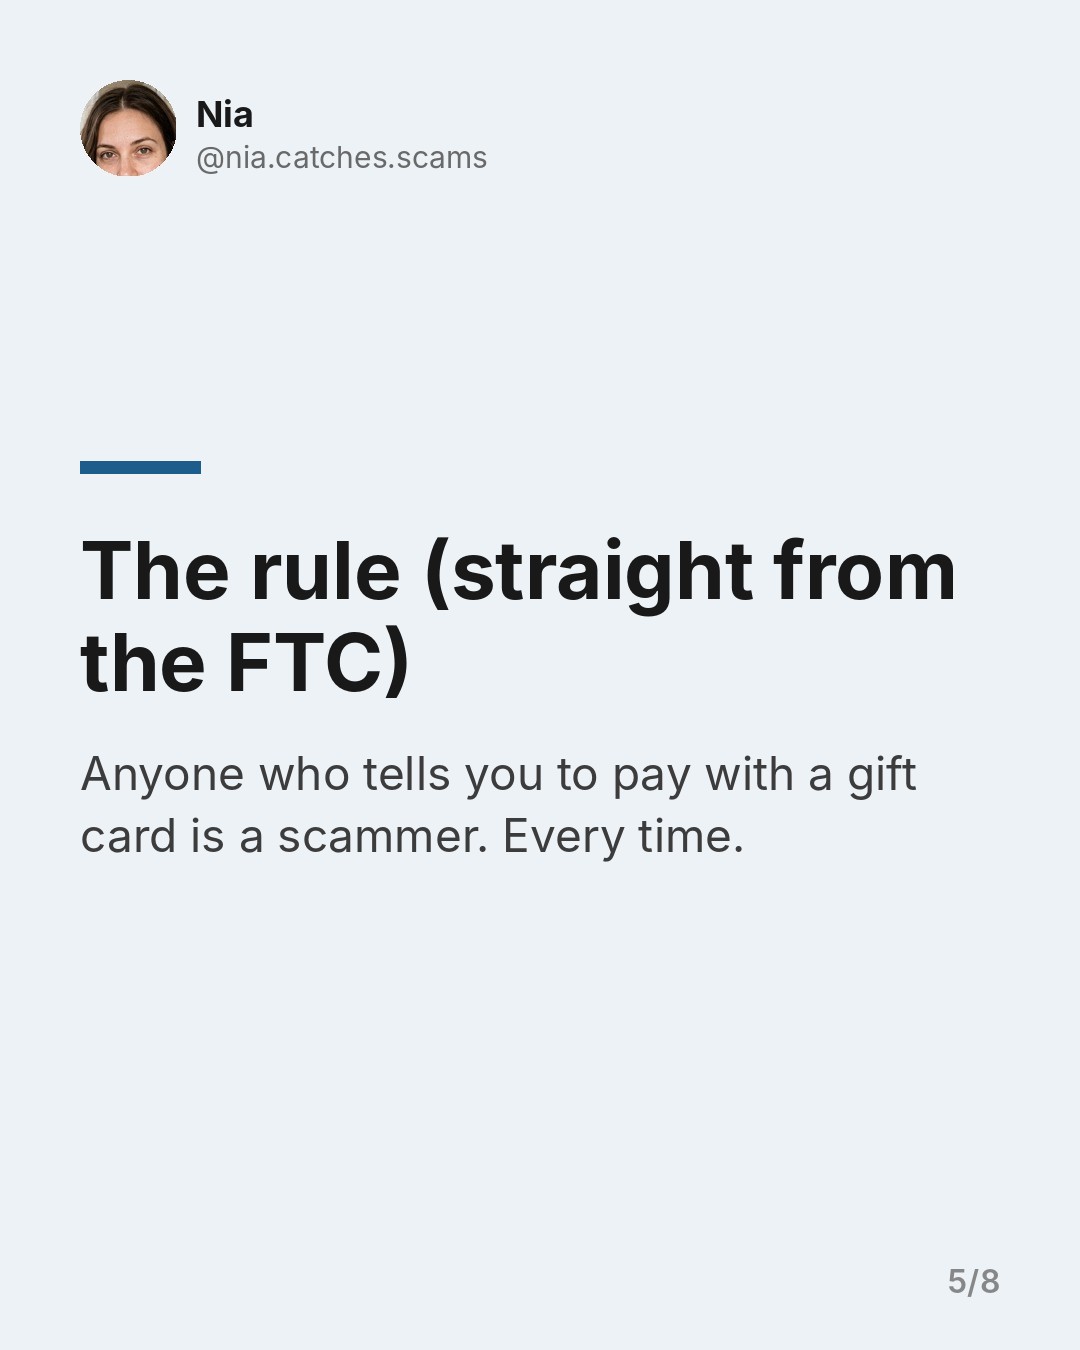 Nia
@nia.catches.scams
The rule (straight from
the FTC)
Anyone who tells you to pay with a gift
card is a scammer. Every time.
5/8